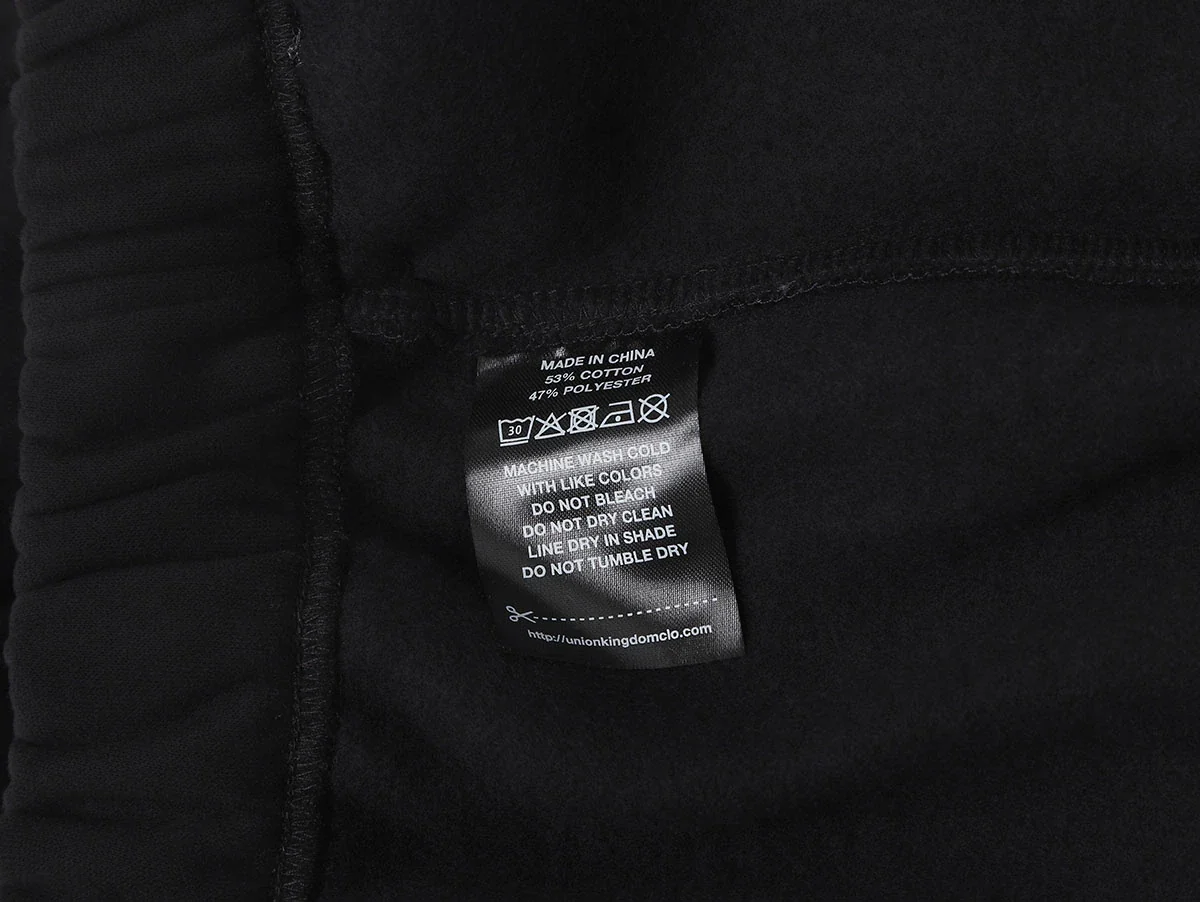 MADE IN CHINA
53% COTTON
47% POLYESTER
30
MACHINE WASH COLD
WITH LIKE COLORS
DO NOT BLEACH
DO NOT DRY CLEAN
LINE DRY IN SHADE
DO NOT TUMBLE DRY
http://unionkingdomclo.com